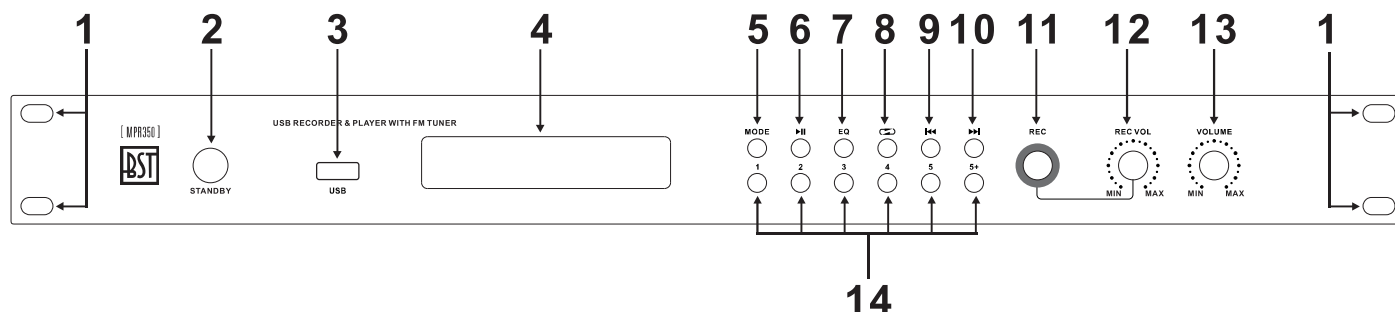 1 2 3 4 5 6 7 8 9 10 11 12 13 1
[ MPR350 ]
BST
STANDBY
USB RECORDER & PLAYER WITH FM TUNER
USB
MODE EQ REC REC VOL VOLUME
1 2 3 4 5 5+
MIN MAX MIN MAX
14